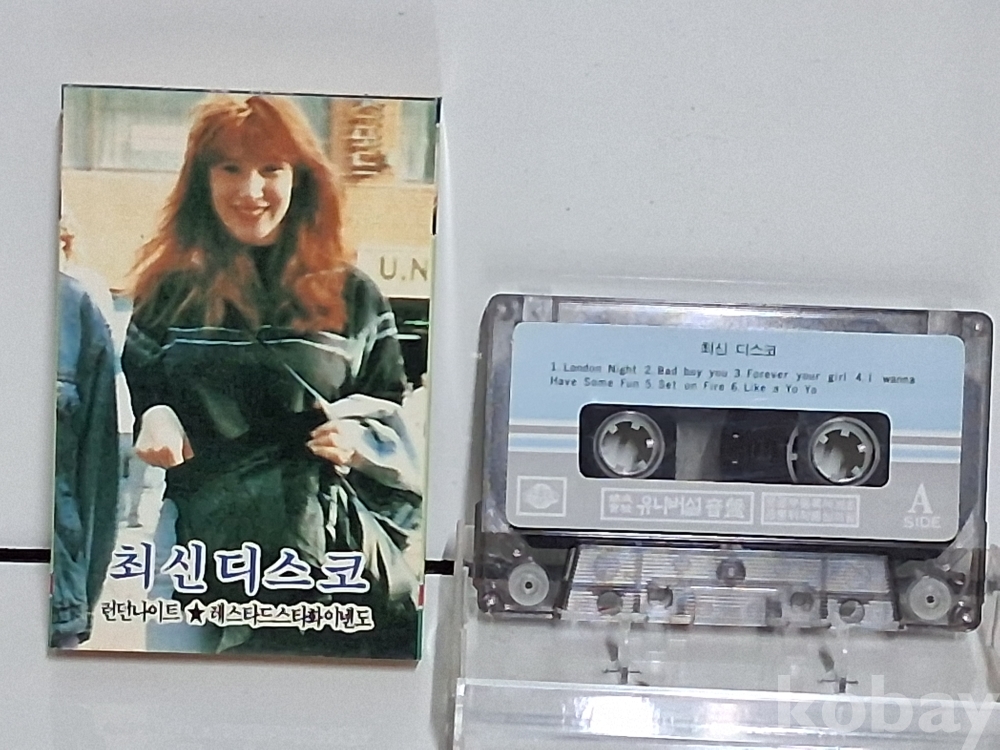 U.N
최신디스코
런던나이트 ★ 레스타드스타화이낸도
최신 디스코
1. London Night 2. Bad boy you 3. Forever your girl 4. I wanna
Have Some Fun 5. Set on Fire 6. Like a Yo Yo
유니버설 音盤
A
SIDE
kobay